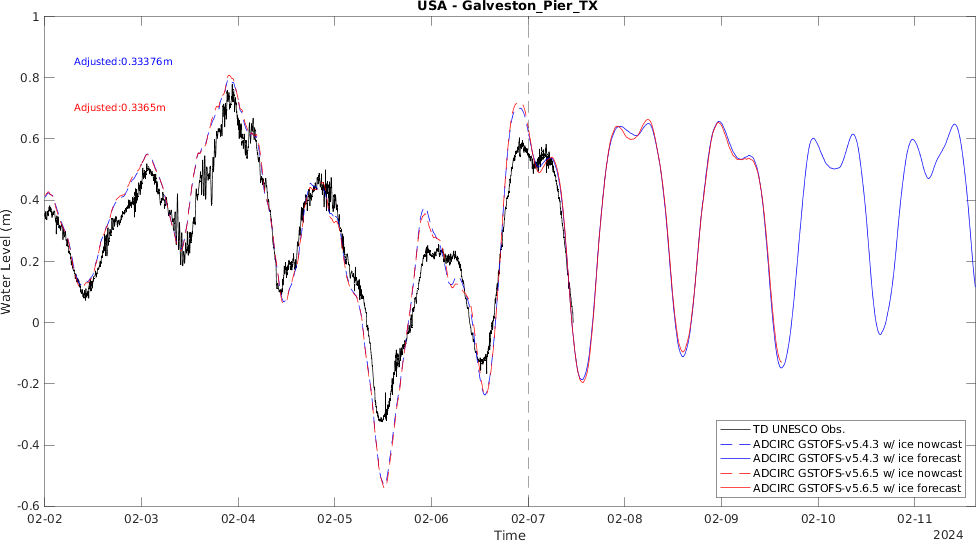 USA - Galveston_Pier_TX
Adjusted:0.33376m
Adjusted:0.3365m
Water Level (m)
1
0.8
0.6
0.4
0.2
0
-0.2
-0.4
-0.6
TD UNESCO Obs.
ADCIRC GSTOFS-v5.4.3 w/ ice nowcast
ADCIRC GSTOFS-v5.4.3 w/ ice forecast
ADCIRC GSTOFS-v5.6.5 w/ ice nowcast
ADCIRC GSTOFS-v5.6.5 w/ ice forecast
02-02 02-03 02-04 02-05 02-06 02-07 02-08 02-09 02-10 02-11
Time
2024